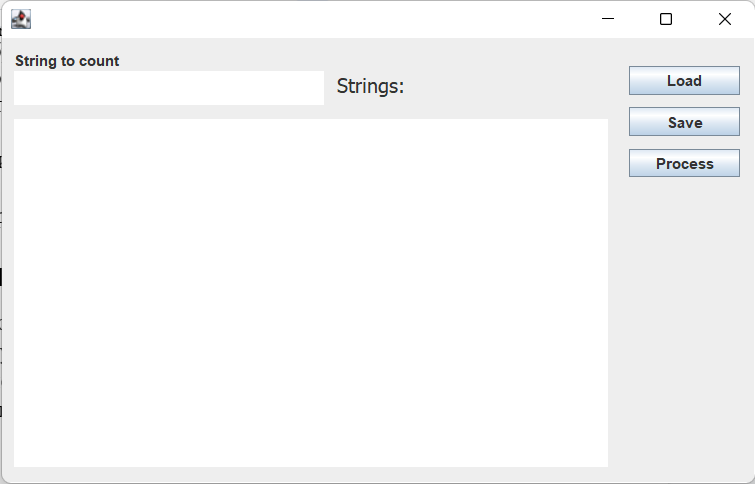 String to count
Strings:
Load
Save
Process